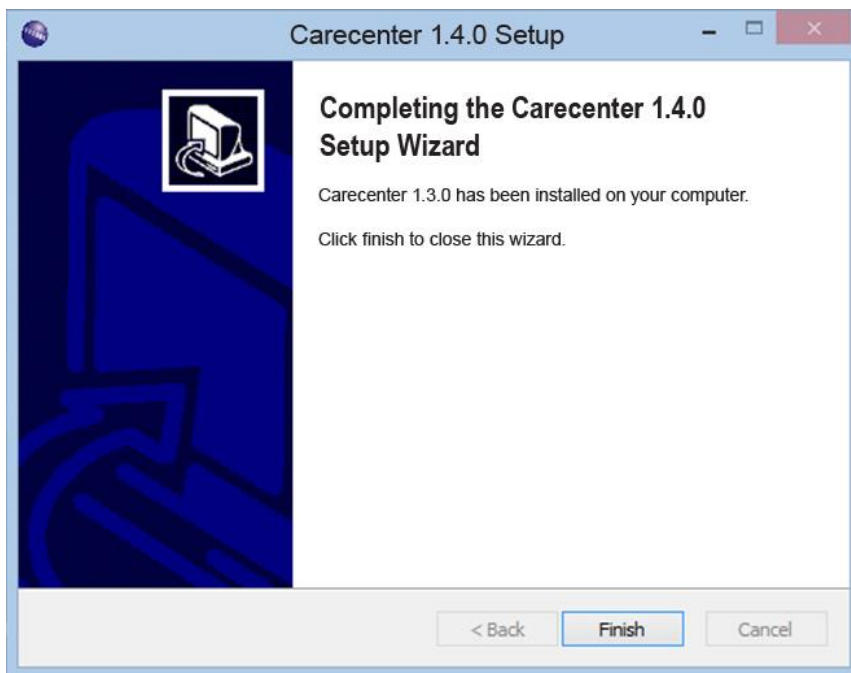 Carecenter 1.4.0 Setup
Completing the Carecenter 1.4.0
Setup Wizard
Carecenter 1.3.0 has been installed on your computer.
Click finish to close this wizard.
< Back
Finish
Cancel